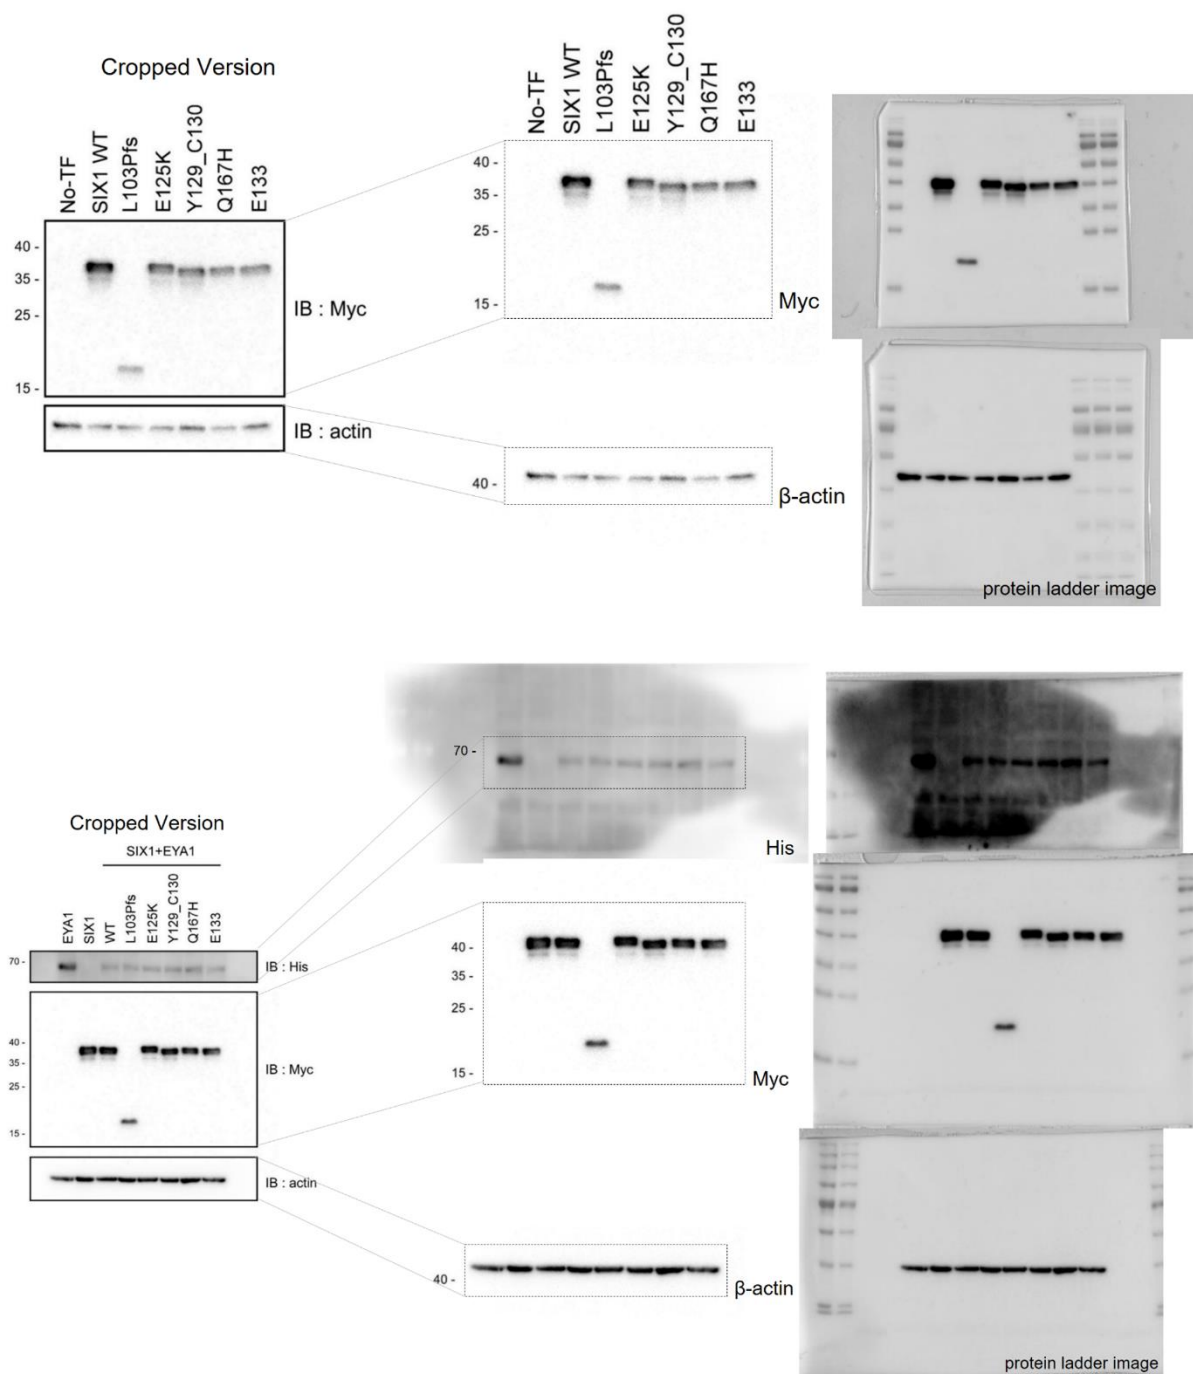 Cropped Version
No-TF
SIX1 WT
L103Pfs
E125K
Y129_C130
Q167H
E133
40 -
35 -
25 -
15 -
IB : Myc
IB : actin
No-TF
SIX1 WT
L103Pfs
E125K
Y129_C130
Q167H
E133
40 -
35 -
25 -
15 -
Myc
40 -
β-actin
protein ladder image
Cropped Version
SIX1+EYA1
EYA1
SIX1
WT
L103Pfs
E125K
Y129_C130
Q167H
E133
70 -
IB : His
40 -
35 -
25 -
15 -
IB : Myc
IB : actin
70 -
His
40 -
35 -
25 -
15 -
Myc
40 -
β-actin
protein ladder image